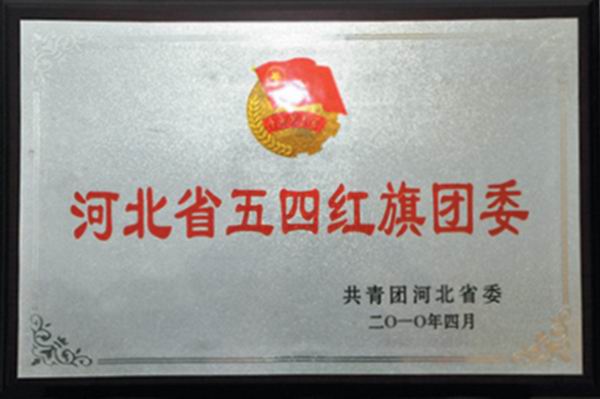 河北省五四红旗团委
共青团河北省委
二〇一〇年四月